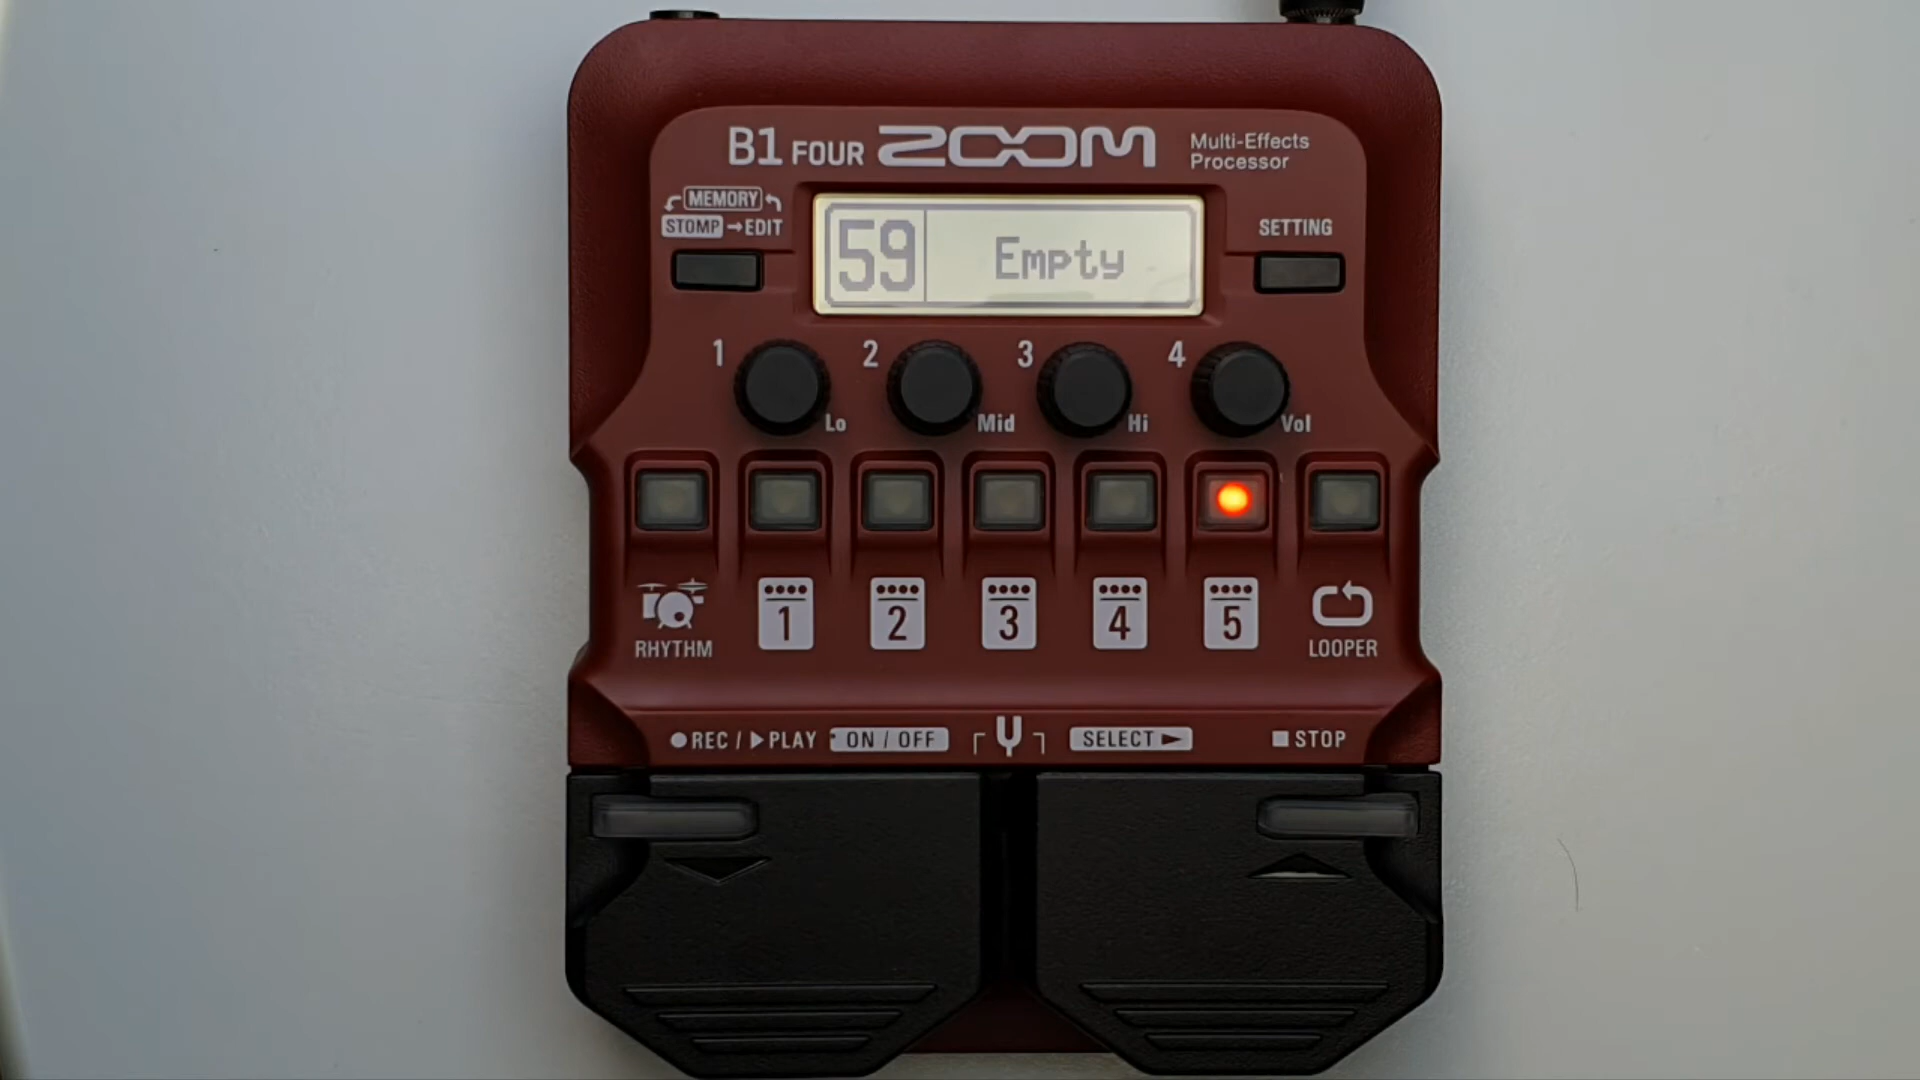 B1 FOUR ZOOM Multi-Effects
Processor
MEMORY
STOMP → EDIT
SETTING
59 Empty
1 2 3 4
Lo Mid Hi Vol
1 2 3 4 5
RHYTHM LOOPER
●REC / ▶PLAY ON / OFF SELECT▶ ■ STOP